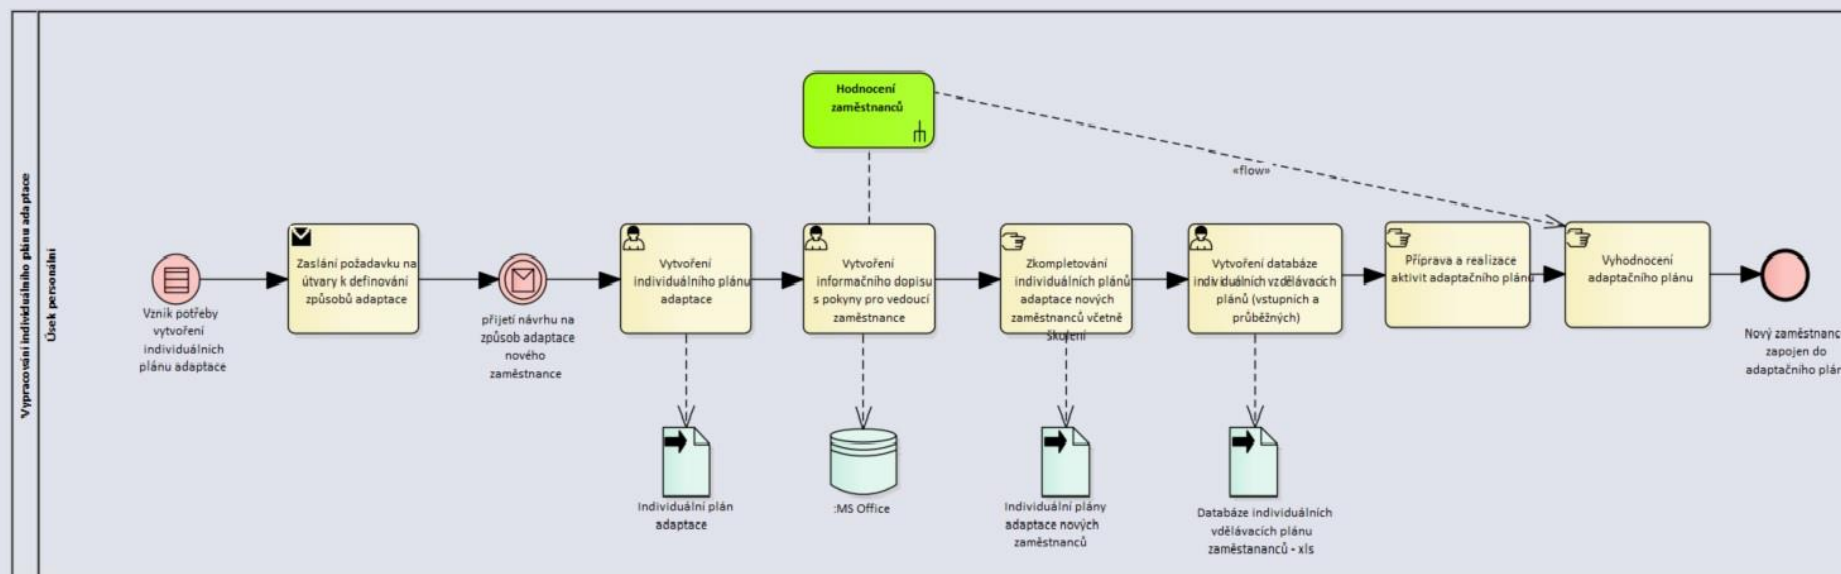 Vypracování individuálního plánu adaptace
Úsek personální
Hodnocení
zaměstnanců
«flow»
Vznik potřeby
vytvoření
individuálních
plánu adaptace
Zaslání požadavku na
útvary k definování
způsobů adaptace
přijetí návrhu na
způsob adaptace
nového
zaměstnance
Vytvoření
individuálního plánu
adaptace
Vytvoření
informačního dopisu
s pokyny pro vedoucí
zaměstnance
Zkompletování
individuálních plánů
adaptace nových
zaměstnanců včetně
školení
Vytvoření databáze
individuálních vzdělávacích
plánů (vstupních a
průběžných)
Příprava a realizace
aktivit adaptačního plánů
Vyhodnocení
adaptačního plánu
Nový zaměstnanc
zapojen do
adaptačního plán
Individuální plán
adaptace
:MS Office
Individuální plány
adaptace nových
zaměstnanců
Databáze individuálních
vdělávacích plánu
zaměstananců - xls